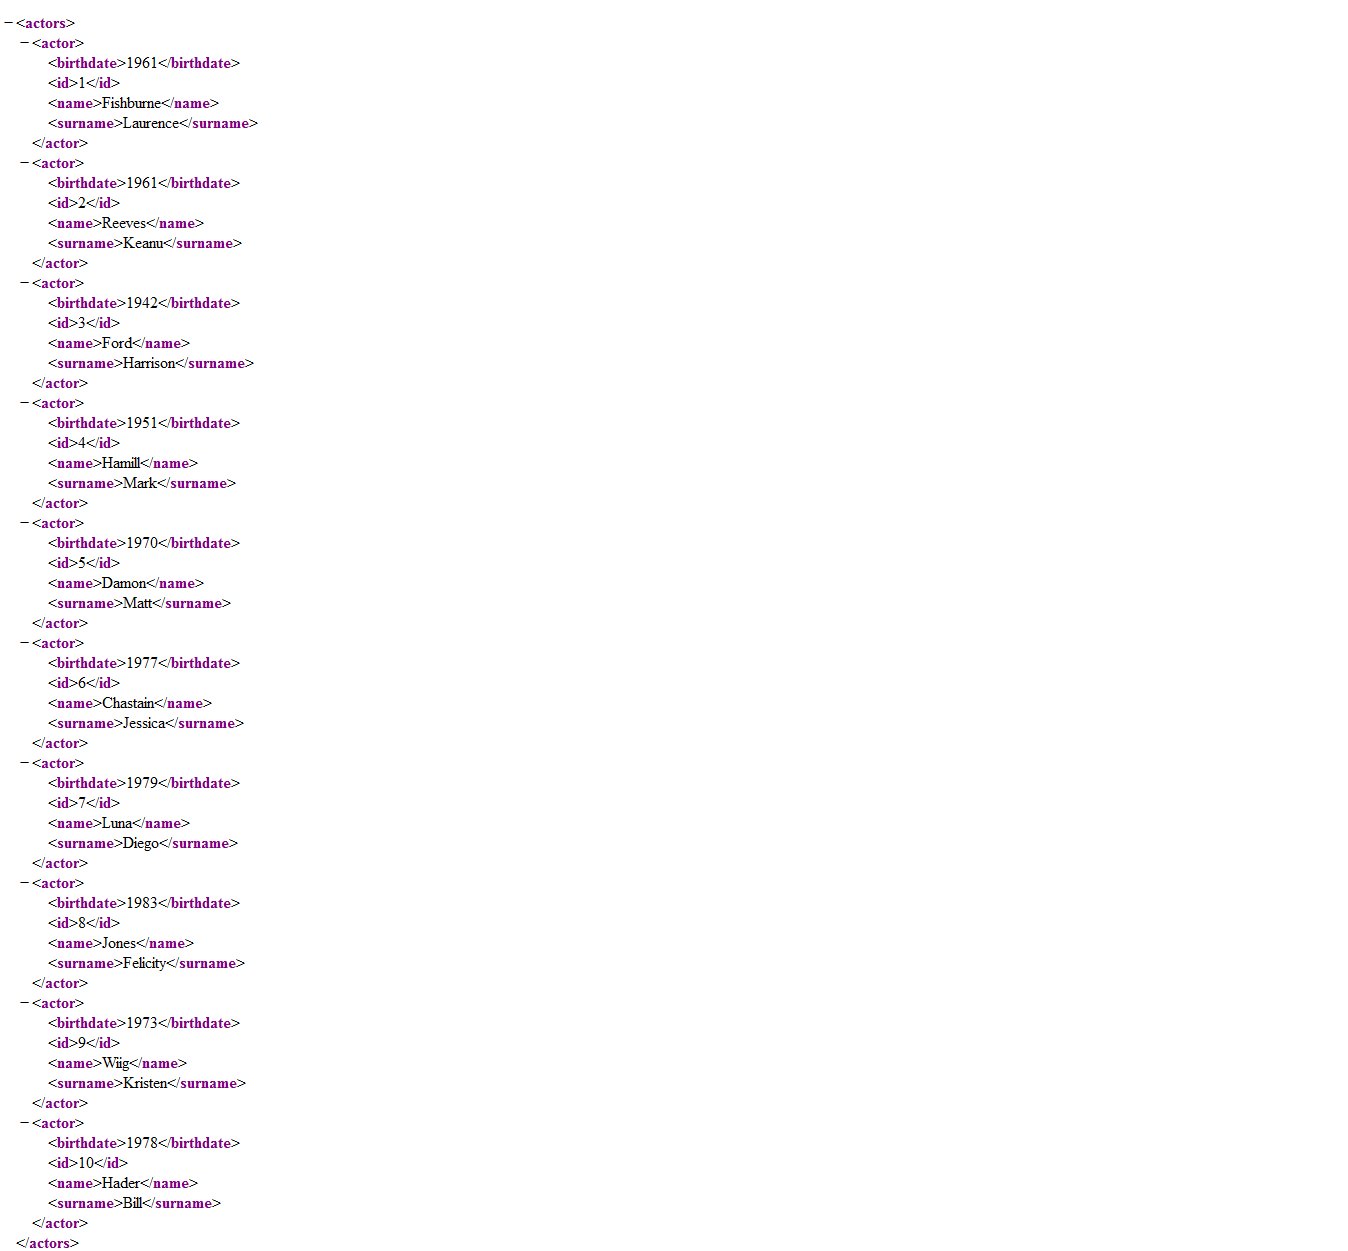 −<actors>
−<actor>
<birthdate>1961</birthdate>
<id>1</id>
<name>Fishburne</name>
<surname>Laurence</surname>
</actor>
−<actor>
<birthdate>1961</birthdate>
<id>2</id>
<name>Reeves</name>
<surname>Keanu</surname>
</actor>
−<actor>
<birthdate>1942</birthdate>
<id>3</id>
<name>Ford</name>
<surname>Harrison</surname>
</actor>
−<actor>
<birthdate>1951</birthdate>
<id>4</id>
<name>Hamill</name>
<surname>Mark</surname>
</actor>
−<actor>
<birthdate>1970</birthdate>
<id>5</id>
<name>Damon</name>
<surname>Matt</surname>
</actor>
−<actor>
<birthdate>1977</birthdate>
<id>6</id>
<name>Chastain</name>
<surname>Jessica</surname>
</actor>
−<actor>
<birthdate>1979</birthdate>
<id>7</id>
<name>Luna</name>
<surname>Diego</surname>
</actor>
−<actor>
<birthdate>1983</birthdate>
<id>8</id>
<name>Jones</name>
<surname>Felicity</surname>
</actor>
−<actor>
<birthdate>1973</birthdate>
<id>9</id>
<name>Wiig</name>
<surname>Kristen</surname>
</actor>
−<actor>
<birthdate>1978</birthdate>
<id>10</id>
<name>Hader</name>
<surname>Bill</surname>
</actor>
</actors>